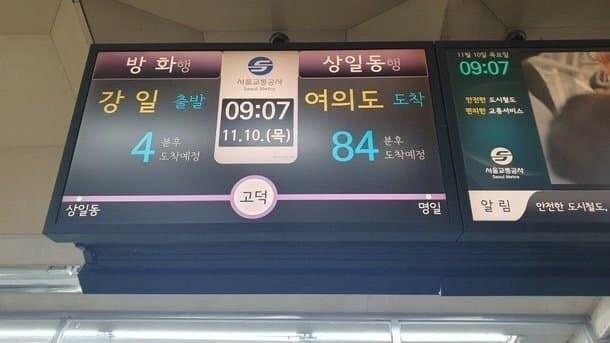 방화행
강일 출발
4 분후 도착예정
서울교통공사
Seoul Metro
09:07
11.10.(목)
상일동행
여의도 도착
84 분후 도착예정
상일동
고덕
명일
11월 10일 목요일
09:07
안전한 도시철도
편리한 교통서비스
서울교통공사
Seoul Metro
알림
안전한 도시철도,